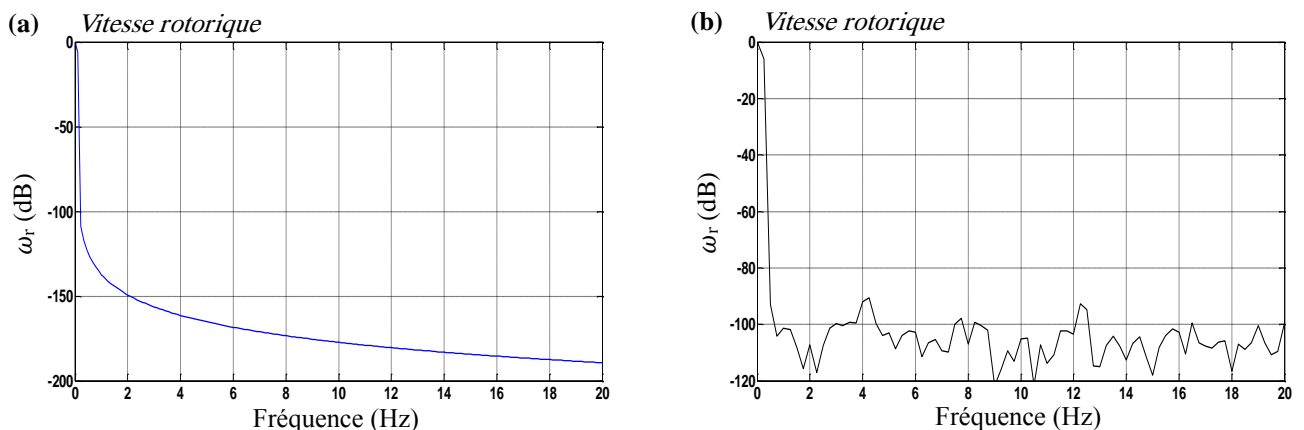 (a) Vitesse rotorique
0
-50
-100
-150
-200
ωr (dB)
0 2 4 6 8 10 12 14 16 18 20
Fréquence (Hz)
(b) Vitesse rotorique
0
-20
-40
-60
-80
-100
-120
ωr (dB)
0 2 4 6 8 10 12 14 16 18 20
Fréquence (Hz)